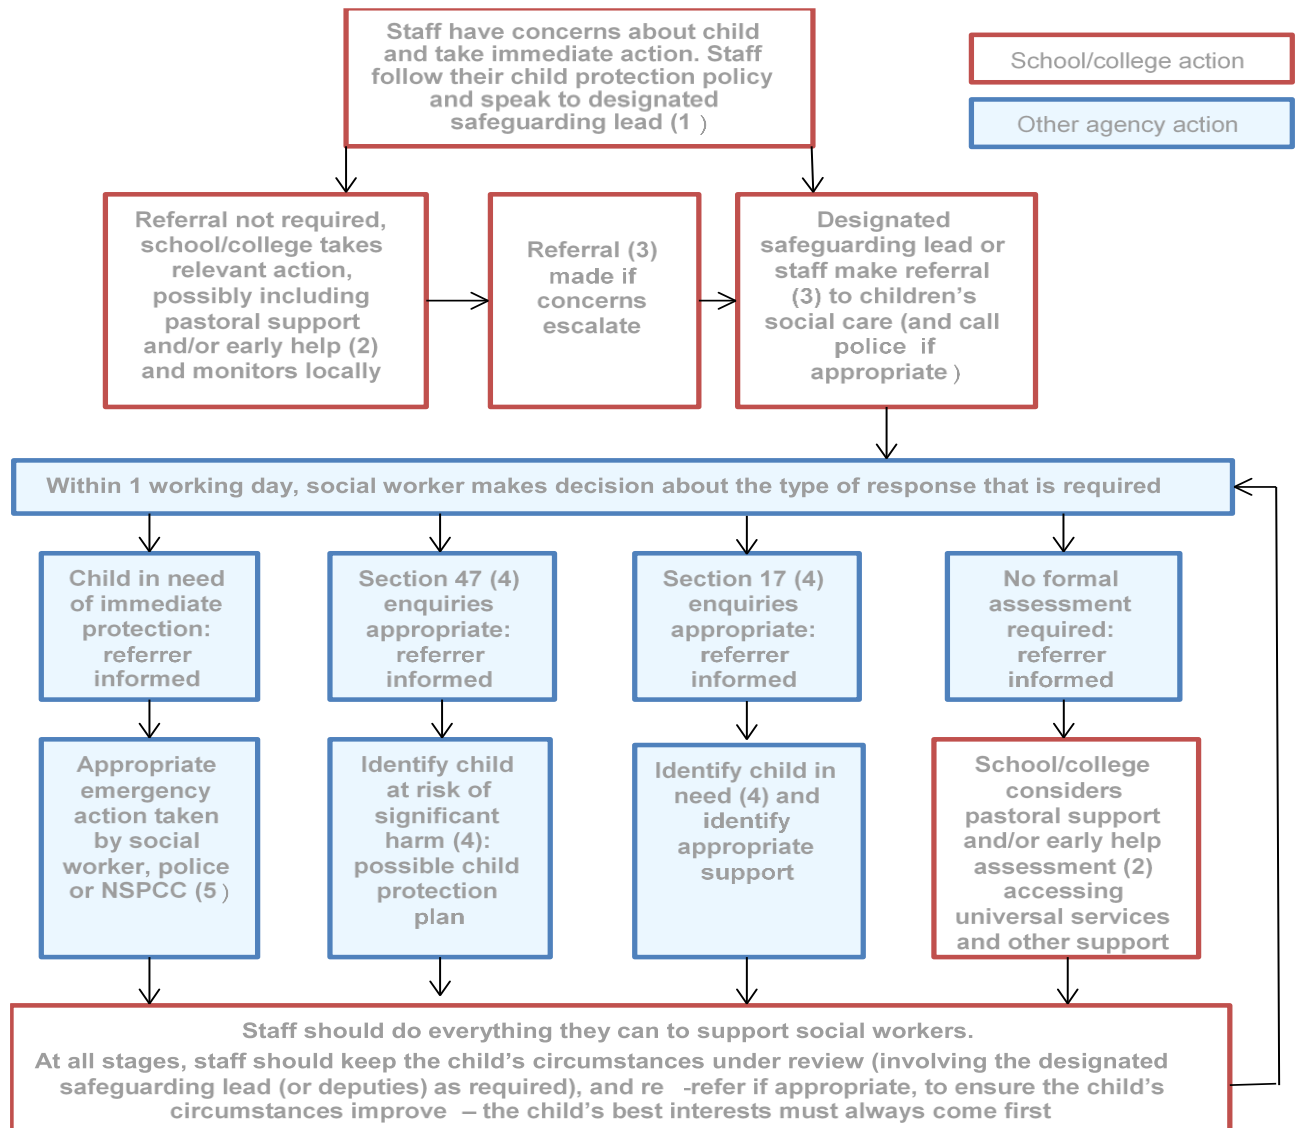 Staff have concerns about child
and take immediate action. Staff
follow their child protection policy
and speak to designated
safeguarding lead (1 )
School/college action
Other agency action
Referral not required,
school/college takes
relevant action,
possibly including
pastoral support
and/or early help (2)
and monitors locally
Referral (3)
made if
concerns
escalate
Designated
safeguarding lead or
staff make referral
(3) to children’s
social care (and call
police if
appropriate )
Within 1 working day, social worker makes decision about the type of response that is required
Child in need
of immediate
protection:
referrer
informed
Section 47 (4)
enquiries
appropriate:
referrer
informed
Section 17 (4)
enquiries
appropriate:
referrer
informed
No formal
assessment
required:
referrer
informed
Appropriate
emergency
action taken
by social
worker, police
or NSPCC (5 )
Identify child
at risk of
significant
harm (4):
possible child
protection
plan
Identify child in
need (4) and
identify
appropriate
support
School/college
considers
pastoral support
and/or early help
assessment (2)
accessing
universal services
and other support
Staff should do everything they can to support social workers.
At all stages, staff should keep the child’s circumstances under review (involving the designated
safeguarding lead (or deputies) as required), and re -refer if appropriate, to ensure the child’s
circumstances improve – the child’s best interests must always come first